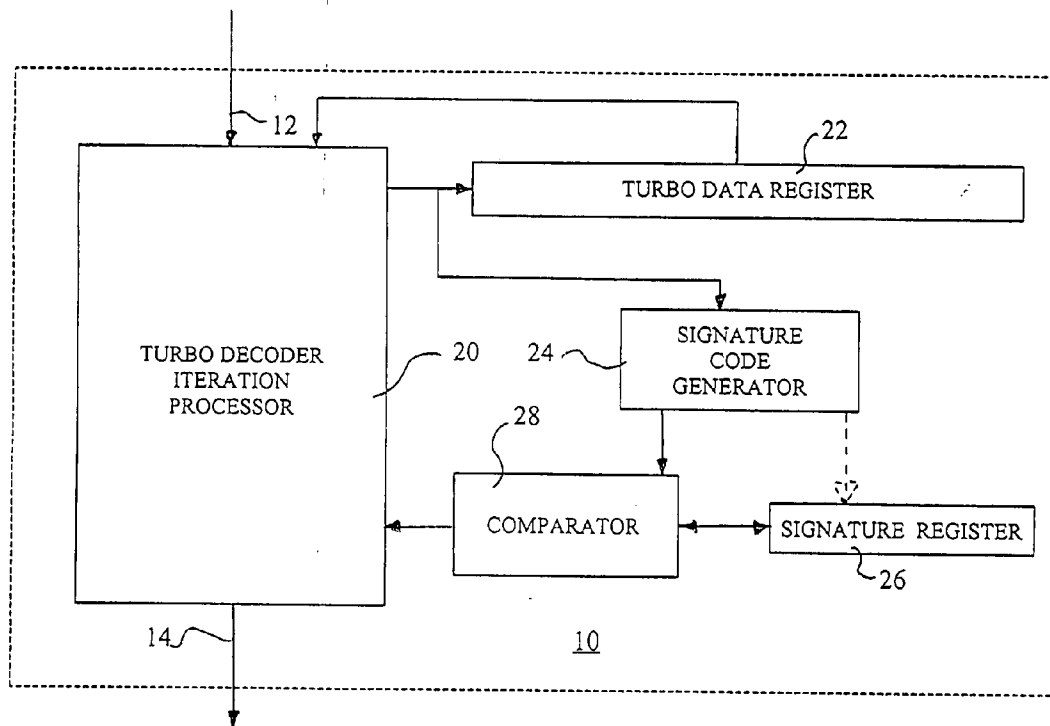 12
22
TURBO DATA REGISTER
TURBO DECODER
ITERATION
PROCESSOR
20
24
SIGNATURE
CODE
GENERATOR
28
COMPARATOR
SIGNATURE REGISTER
26
14
10